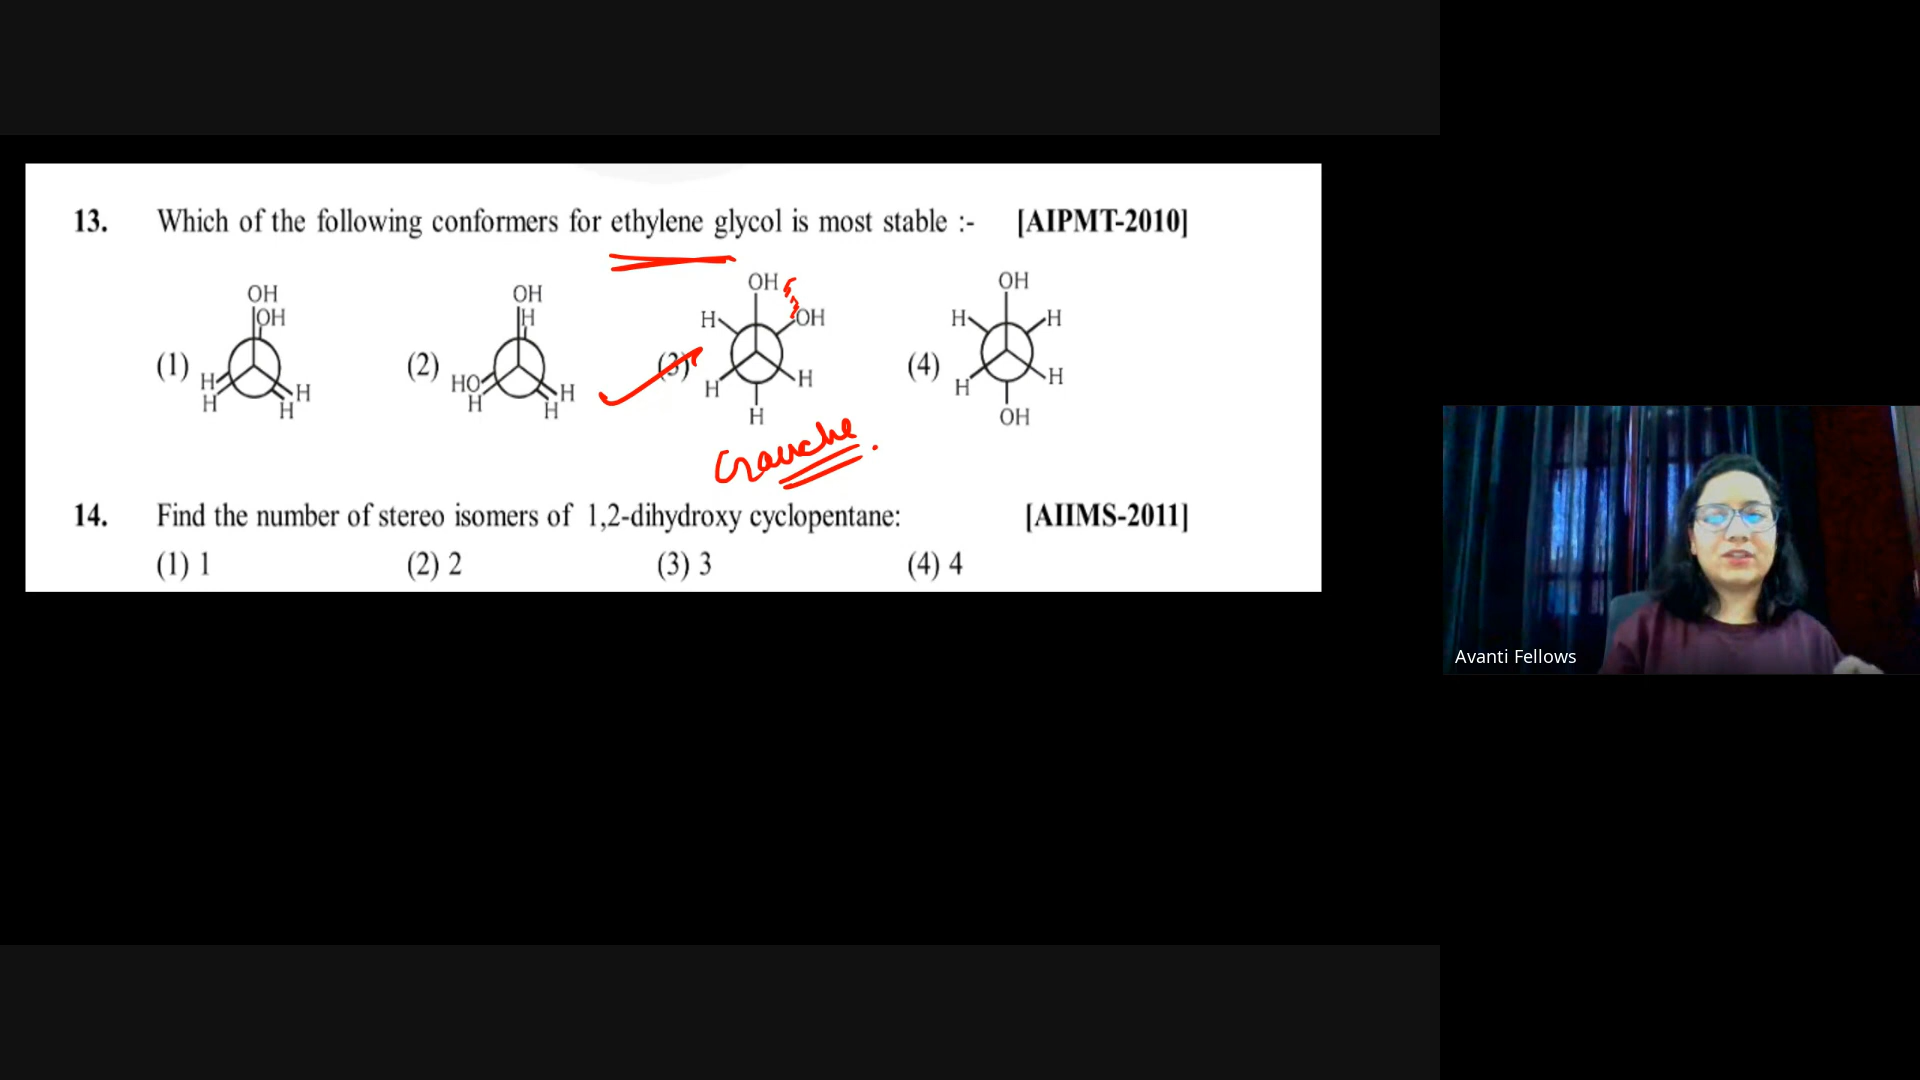 13. Which of the following conformers for ethylene glycol is most stable :- [AIPMT-2010]
(1) OH OH H H H H
(2) OH H HO H H H
(3) OH OH H H H H
(4) OH H H H H OH
Gauche.
14. Find the number of stereo isomers of 1,2-dihydroxy cyclopentane: [AIIMS-2011]
(1) 1 (2) 2 (3) 3 (4) 4
Avanti Fellows